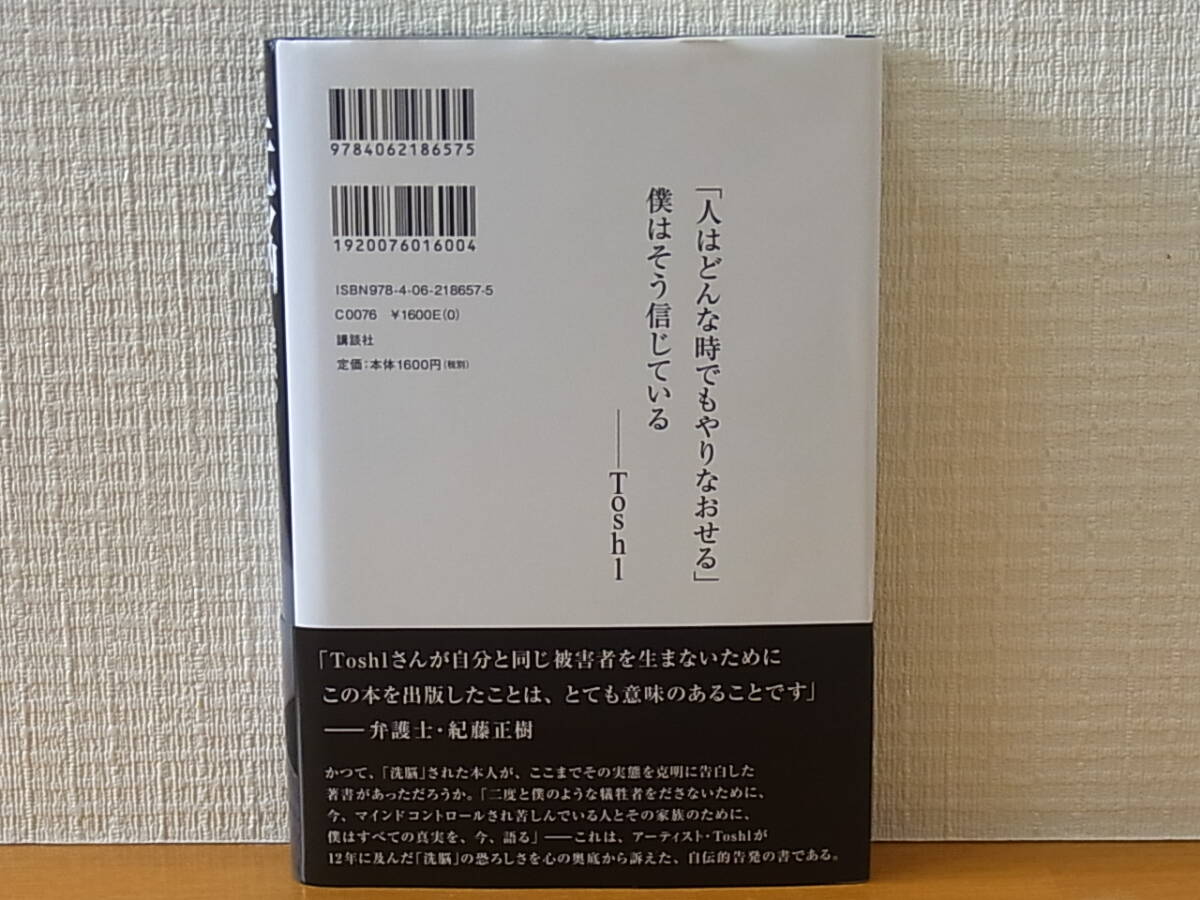 9784062186575
1920076016004
ISBN978-4-06-218657-5
C0076 ¥1600E(0)
講談社
定価:本体1600円(税別)
「人はどんな時でもやりなおせる」
僕はそう信じている
――Toshl
「Toshlさんが自分と同じ被害者を生まないために
この本を出版したことは、とても意味のあることです」
――弁護士・紀藤正樹
かつて、「洗脳」された本人が、ここまでその実態を克明に告白した
著書があっただろうか。「二度と僕のような犠牲者をださないために、
今、マインドコントロールされ苦しんでいる人とその家族のために、
僕はすべての真実を、今、語る」――これは、アーティスト・Toshlが
12年に及んだ「洗脳」の恐ろしさを心の奥底から訴えた、自伝的告発の書である。